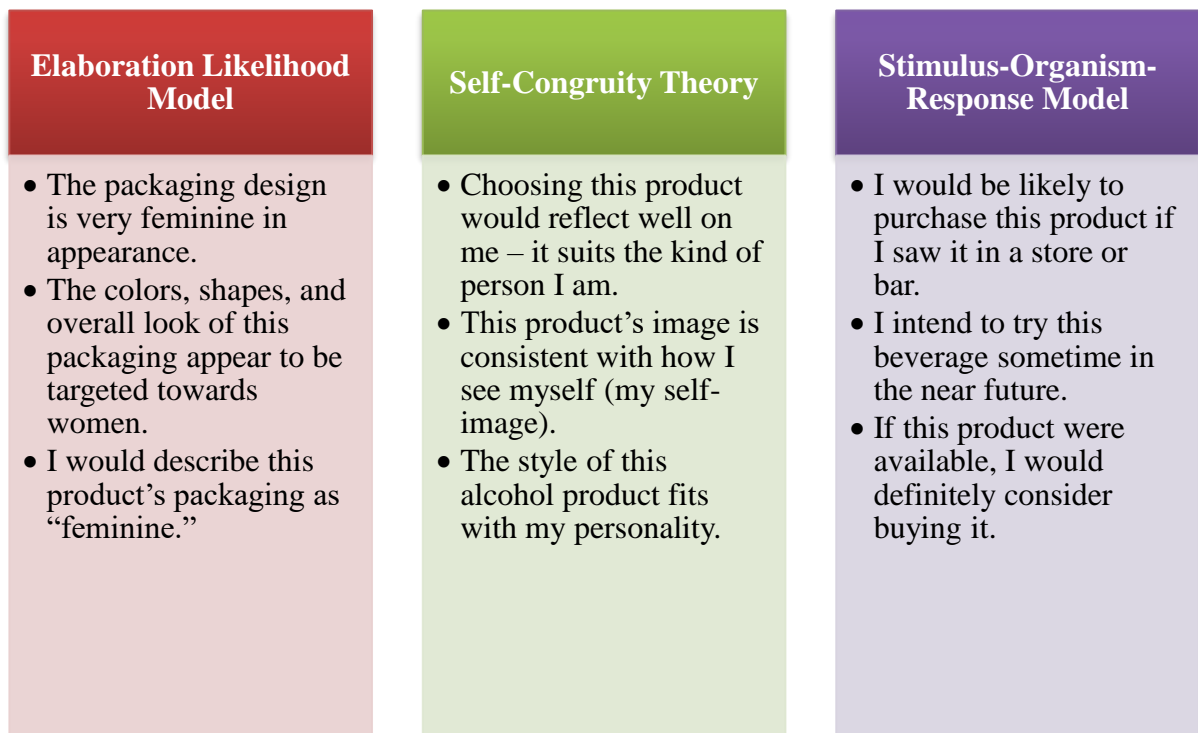 Elaboration Likelihood
Model
• The packaging design
is very feminine in
appearance.
• The colors, shapes, and
overall look of this
packaging appear to be
targeted towards
women.
• I would describe this
product’s packaging as
“feminine.”
Self-Congruity Theory
• Choosing this product
would reflect well on
me – it suits the kind of
person I am.
• This product’s image is
consistent with how I
see myself (my self-
image).
• The style of this
alcohol product fits
with my personality.
Stimulus-Organism-
Response Model
• I would be likely to
purchase this product if
I saw it in a store or
bar.
• I intend to try this
beverage sometime in
the near future.
• If this product were
available, I would
definitely consider
buying it.